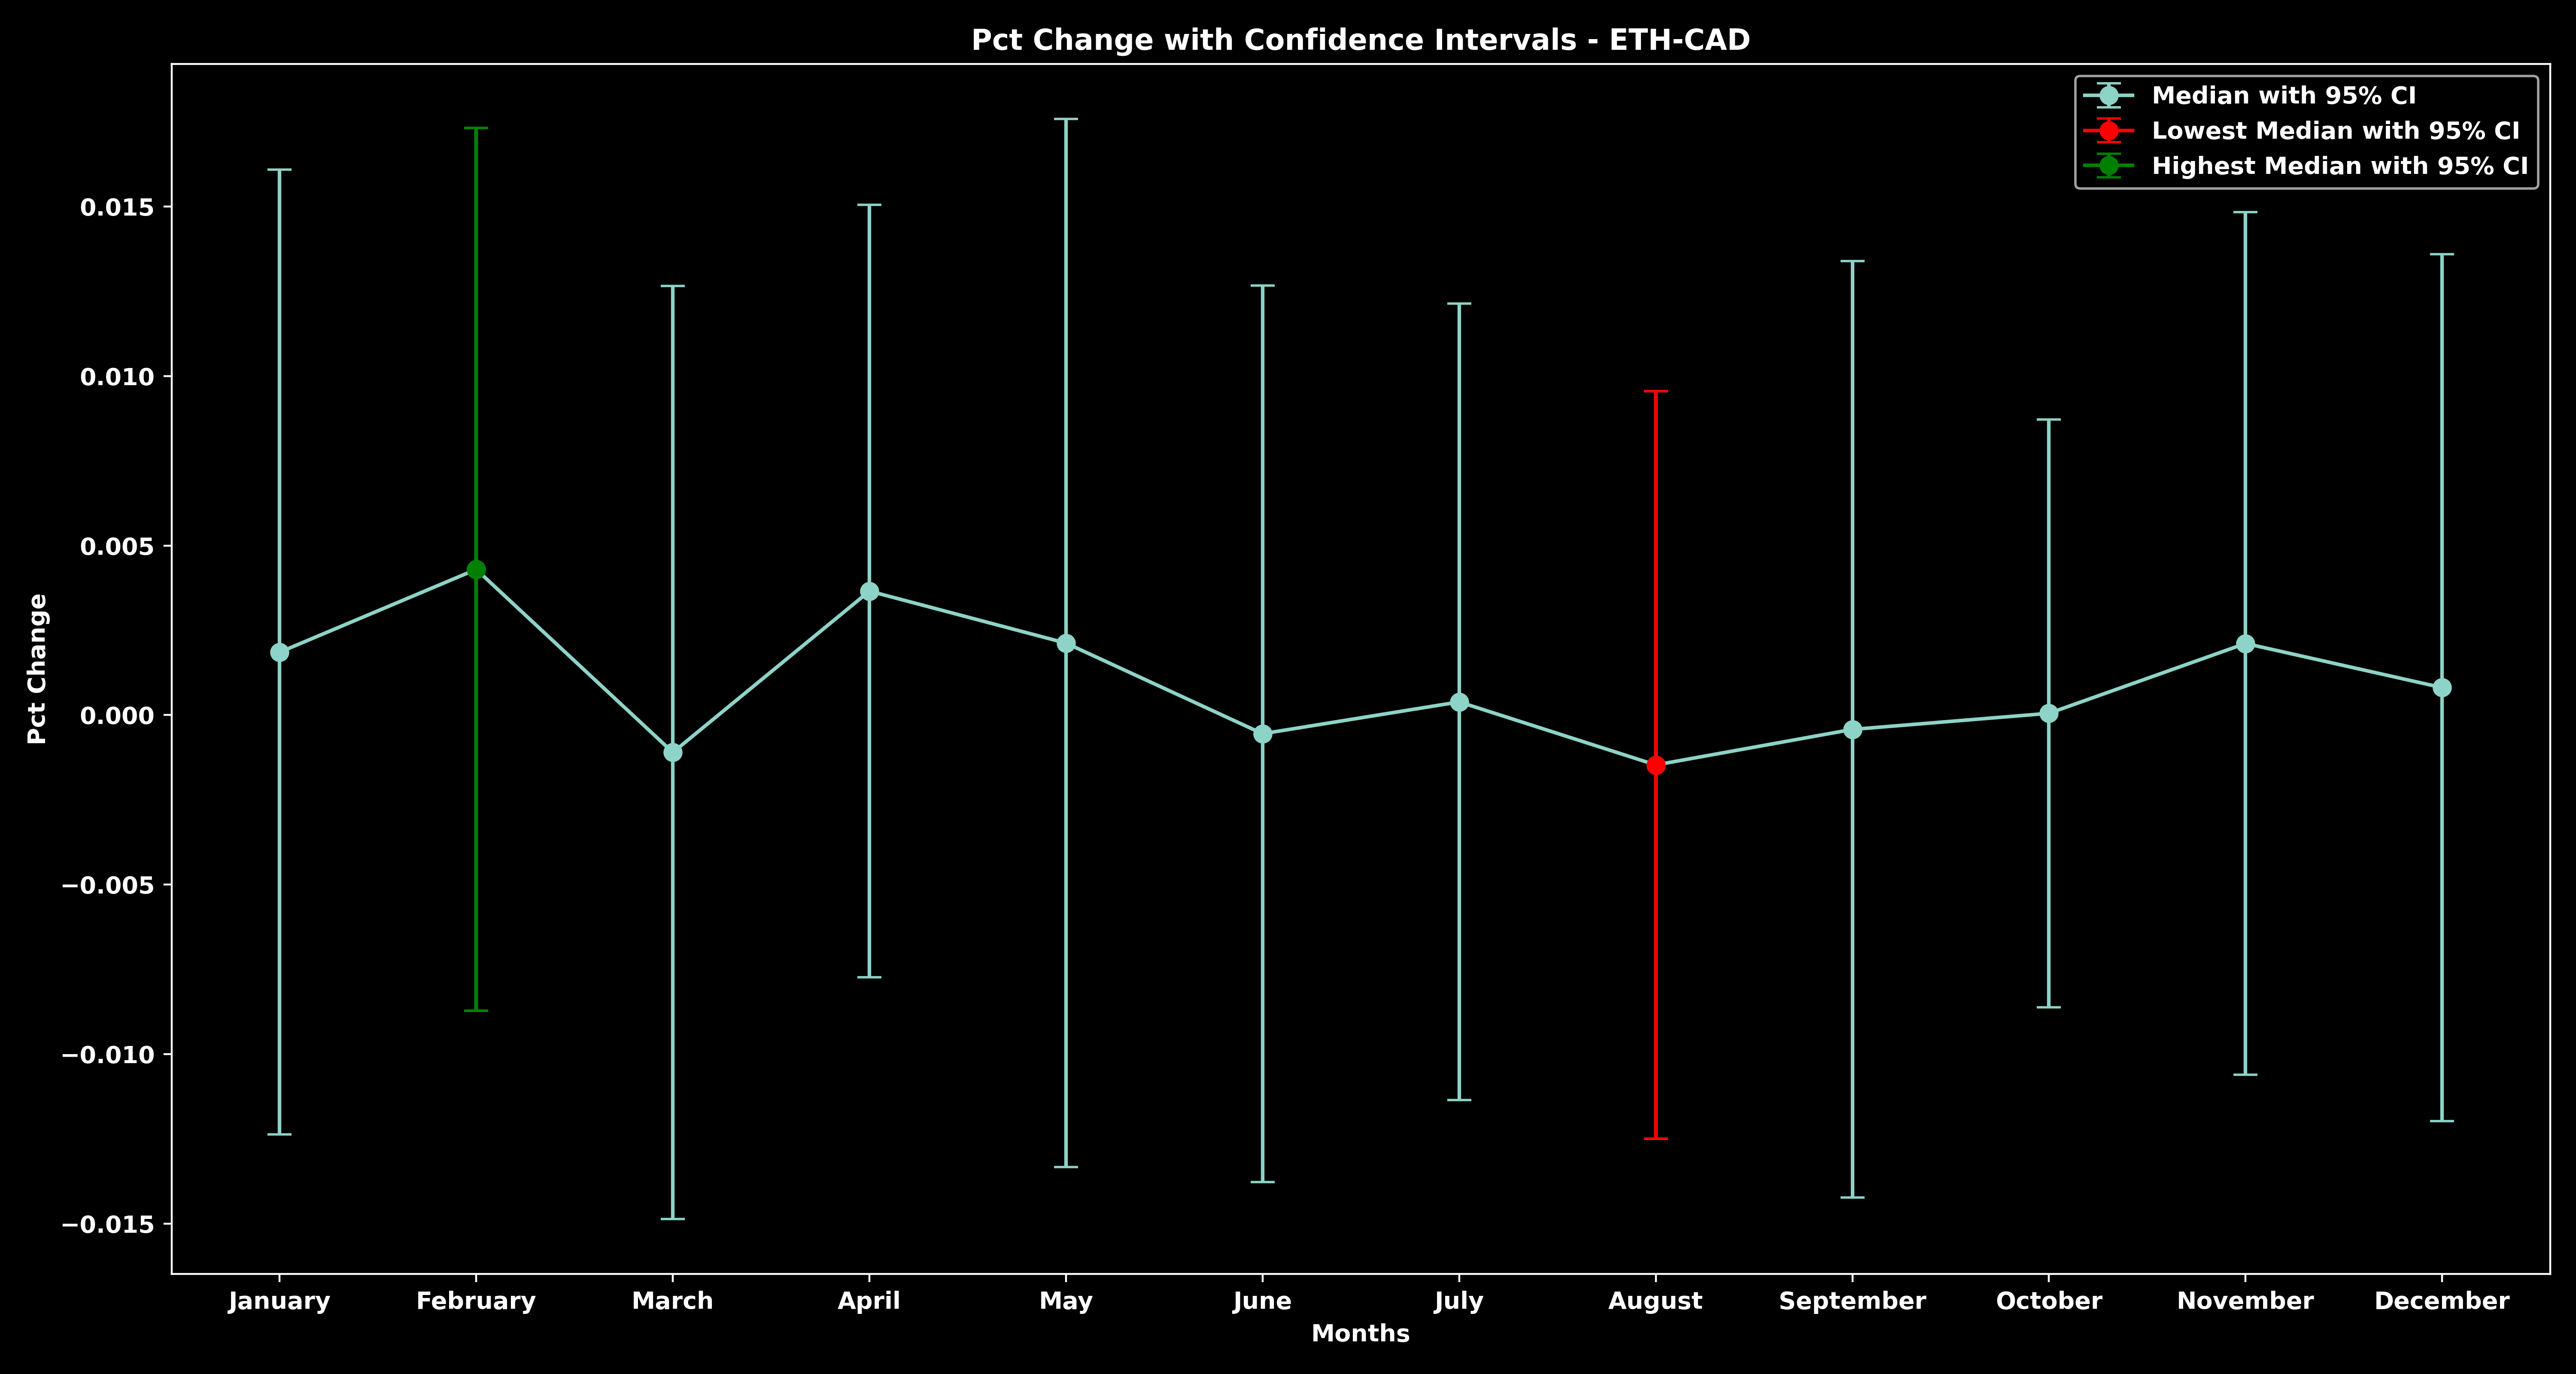 Pct Change with Confidence Intervals - ETH-CAD
Median with 95% CI
Lowest Median with 95% CI
Highest Median with 95% CI
Pct Change
0.015
0.010
0.005
0.000
−0.005
−0.010
−0.015
January February March April May June July August September October November December
Months